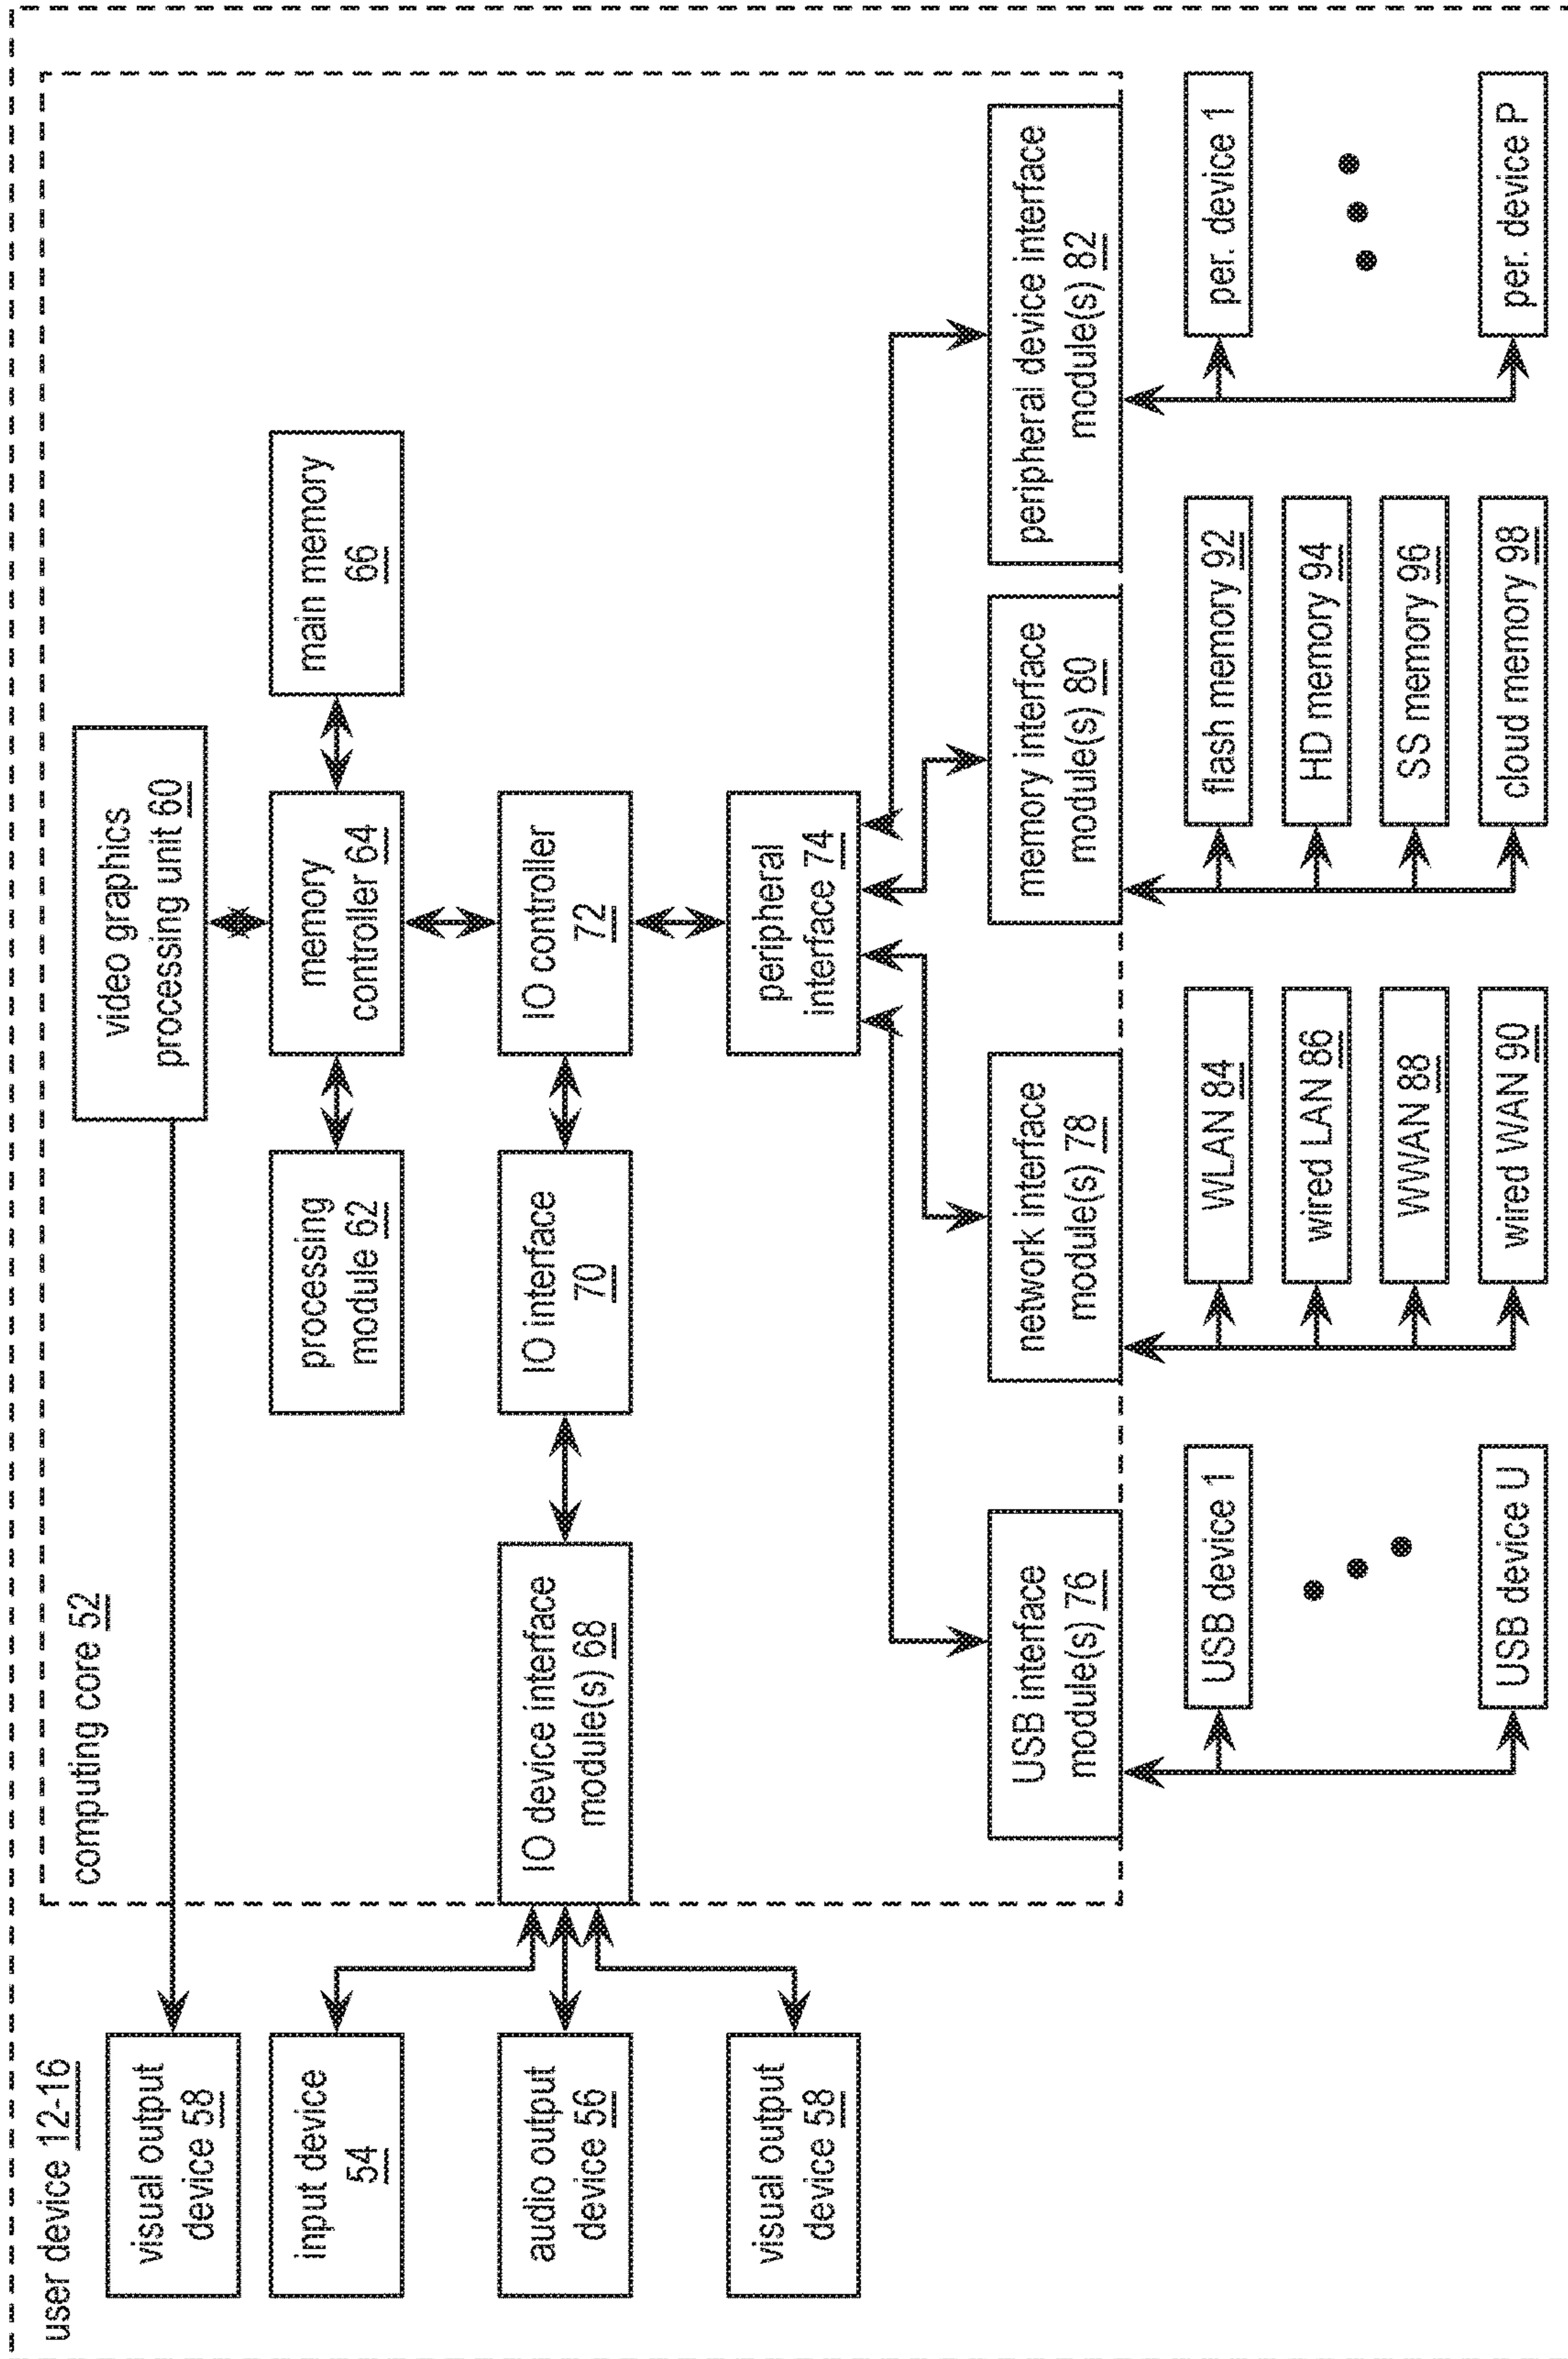 user device 12-16
computing core 52
visual output
device 58
video graphics
processing unit 60
input device
54
processing
module 62
memory
controller 64
main memory
66
audio output
device 56
IO device interface
module(s) 68
IO interface
70
IO controller
72
visual output
device 58
peripheral
interface 74
USB interface
module(s) 76
network interface
module(s) 78
memory interface
module(s) 80
peripheral device interface
module(s) 82
USB device 1
WLAN 84
flash memory 92
per. device 1
wired LAN 86
HD memory 94
WWAN 88
SS memory 96
USB device U
wired WAN 90
cloud memory 98
per. device P